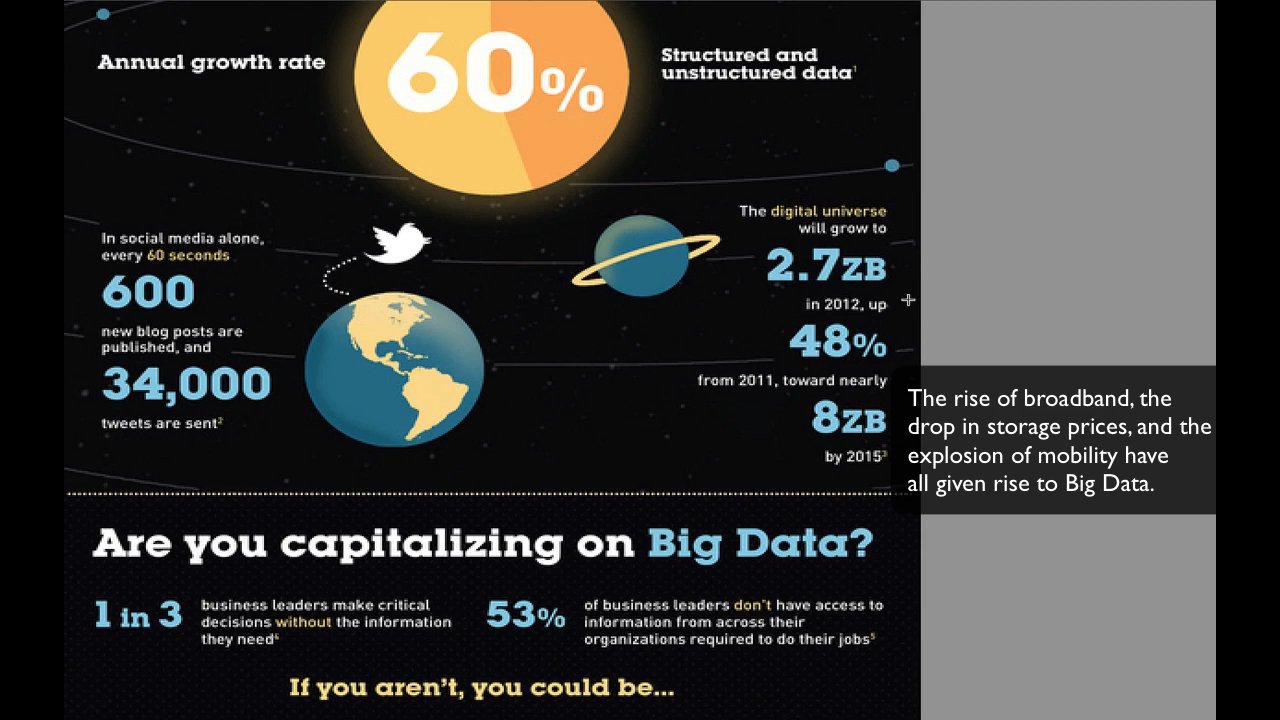 Annual growth rate
60%
Structured and
unstructured data¹
In social media alone,
every 60 seconds
600
new blog posts are
published, and
34,000
tweets are sent²
The digital universe
will grow to
2.7ZB
in 2012, up
48%
from 2011, toward nearly
8ZB
by 2015³
The rise of broadband, the
drop in storage prices, and the
explosion of mobility have
all given rise to Big Data.
Are you capitalizing on Big Data?
1 in 3
business leaders make critical
decisions without the information
they need⁴
53%
of business leaders don't have access to
information from across their
organizations required to do their jobs⁵
If you aren't, you could be...